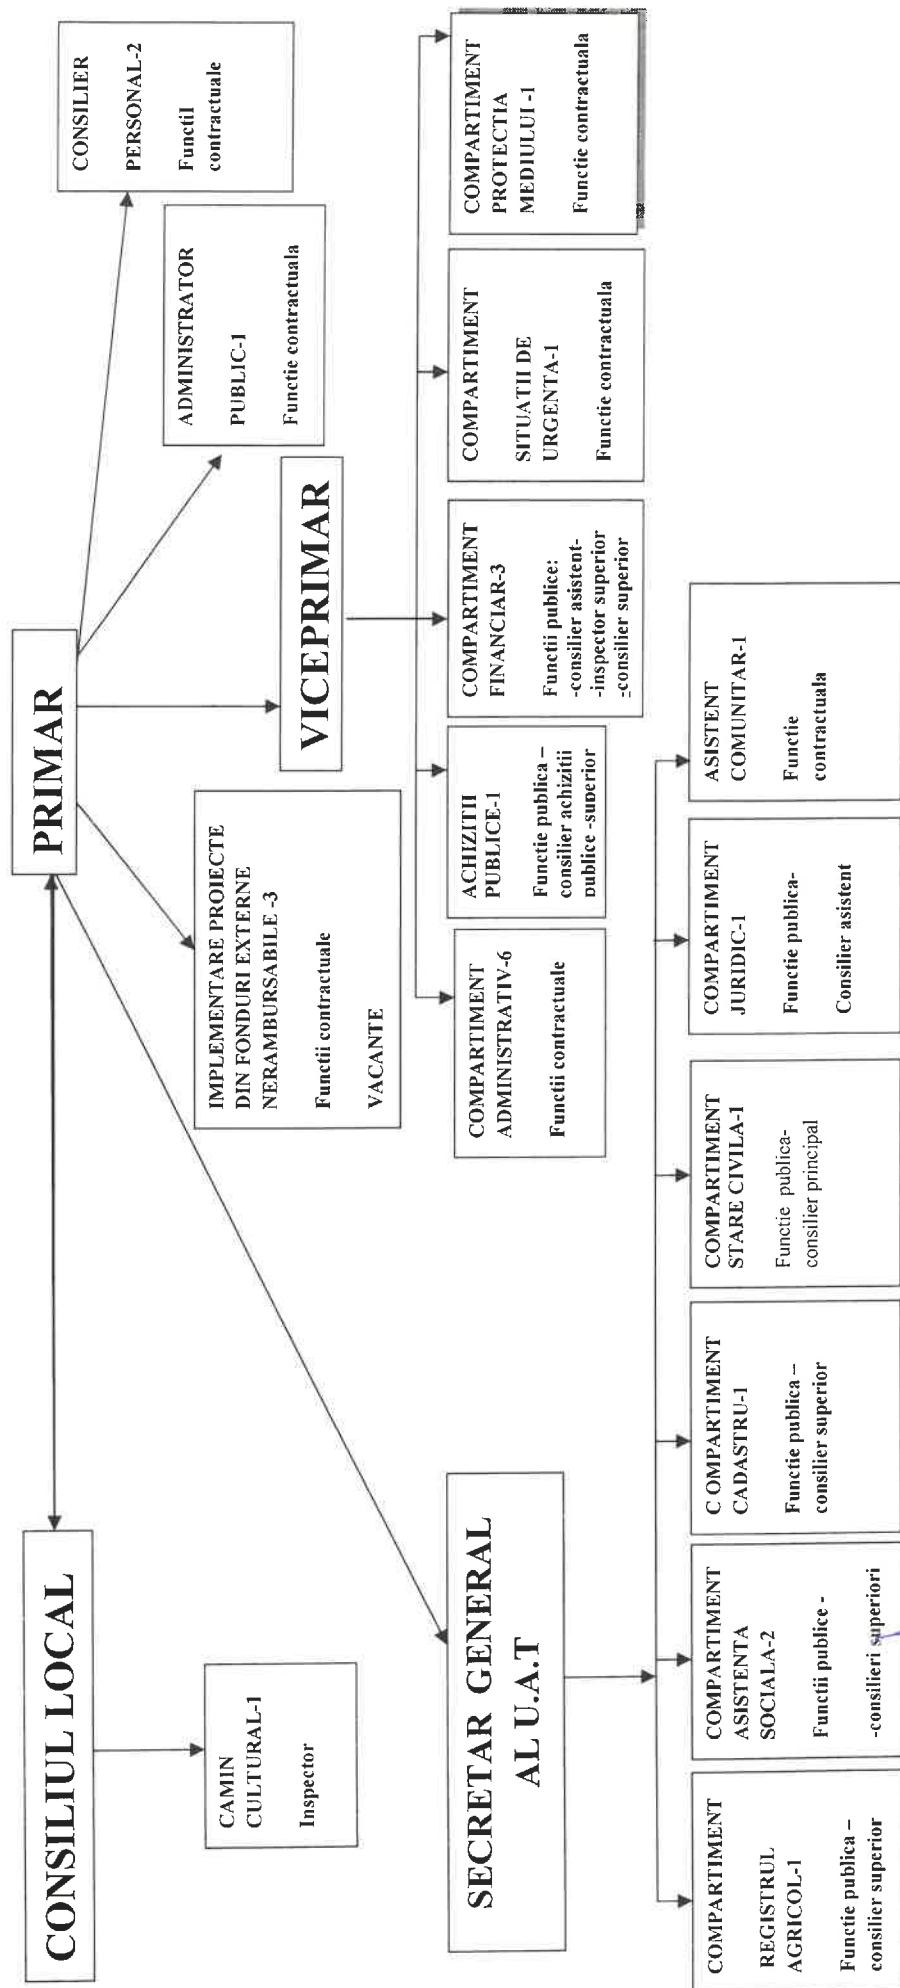 CONSILIUL LOCAL
PRIMAR
CONSILIER
PERSONAL-2
Functii
contractuale
ADMINISTRATOR
PUBLIC-1
Functie contractuala
CAMIN
CULTURAL-1
Inspector
IMPLEMENTARE PROIECTE
DIN FONDURI EXTERNE
NERAMBURSABILE -3
Functii contractuale
VACANTE
VICEPRIMAR
SECRETAR GENERAL
AL U.A.T
COMPARTIMENT
ADMINISTRATIV-6
Functii contractuale
ACHIZITII
PUBLICE-1
Functie publica –
consilier achizitii
publice -superior
COMPARTIMENT
FINANCIAR-3
Functii publice:
-consilier asistent-
-inspector superior
-consilier superior
COMPARTIMENT
SITUATII DE
URGENTA-1
Functie contractuala
COMPARTIMENT
PROTECTIA
MEDIULUI -1
Functie contractuala
COMPARTIMENT
REGISTRUL
AGRICOL-1
Functie publica –
consilier superior
COMPARTIMENT
ASISTENTA
SOCIALA-2
Functii publice -
-consilieri superiori
C OMPARTIMENT
CADASTRU-1
Functie publica –
consilier superior
COMPARTIMENT
STARE CIVILA-1
Functie publica-
consilier principal
COMPARTIMENT
JURIDIC-1
Functie publica-
Consilier asistent
ASISTENT
COMUNITAR-1
Functie
contractuala